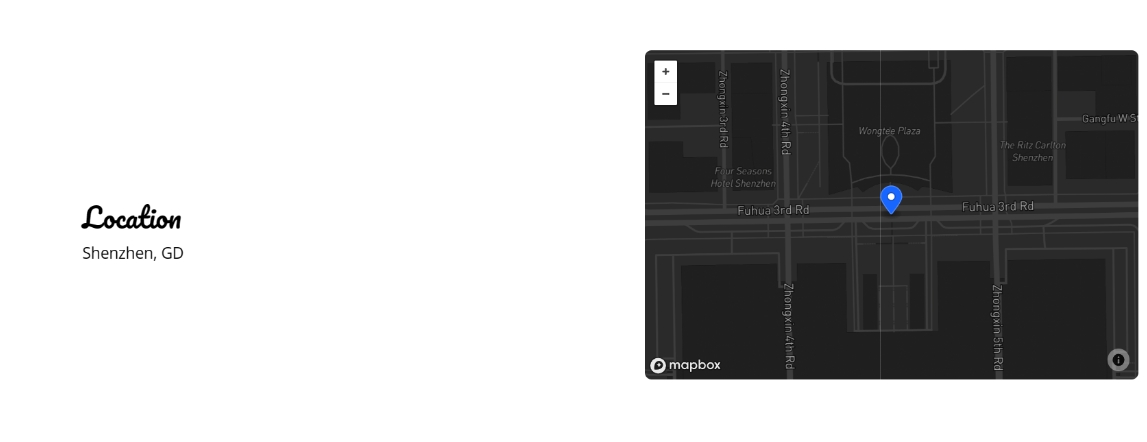 Location
Shenzhen, GD
+
−
Zhongxin 3rd Rd
Zhongxin 4th Rd
Wongtee Plaza
Gangfu W St
The Ritz Carlton
Shenzhen
Four Seasons
Hotel Shenzhen
Fuhua 3rd Rd
Fuhua 3rd Rd
Zhongxin 4th Rd
Zhongxin 5th Rd
mapbox
i